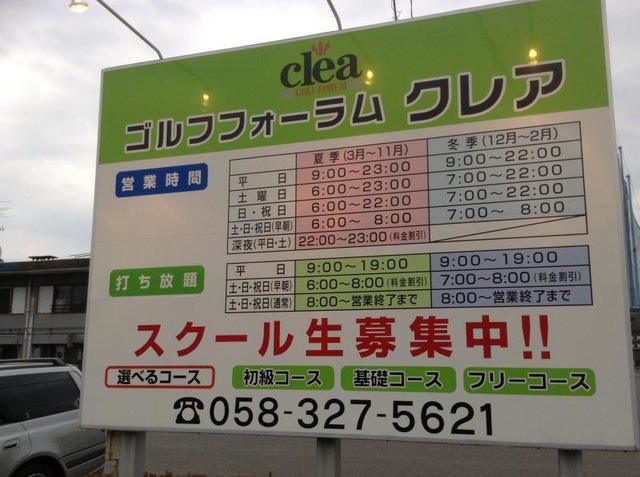 clea
GOLF FORUM
ゴルフフォーラム クレア
営業時間
夏季(3月〜11月) 冬季(12月〜2月)
平日 9:00〜23:00 9:00〜22:00
土曜日 6:00〜23:00 7:00〜22:00
日・祝日 6:00〜22:00 7:00〜22:00
土・日・祝日(早朝) 6:00〜 8:00 7:00〜 8:00
深夜(平日・土) 22:00〜23:00(料金割引)
打ち放題
平日 9:00〜19:00 9:00〜19:00
土・日・祝日(早朝) 6:00〜8:00(料金割引) 7:00〜8:00(料金割引)
土・日・祝日(通常) 8:00〜営業終了まで 8:00〜営業終了まで
スクール生募集中!!
選べるコース 初級コース 基礎コース フリーコース
☎058-327-5621